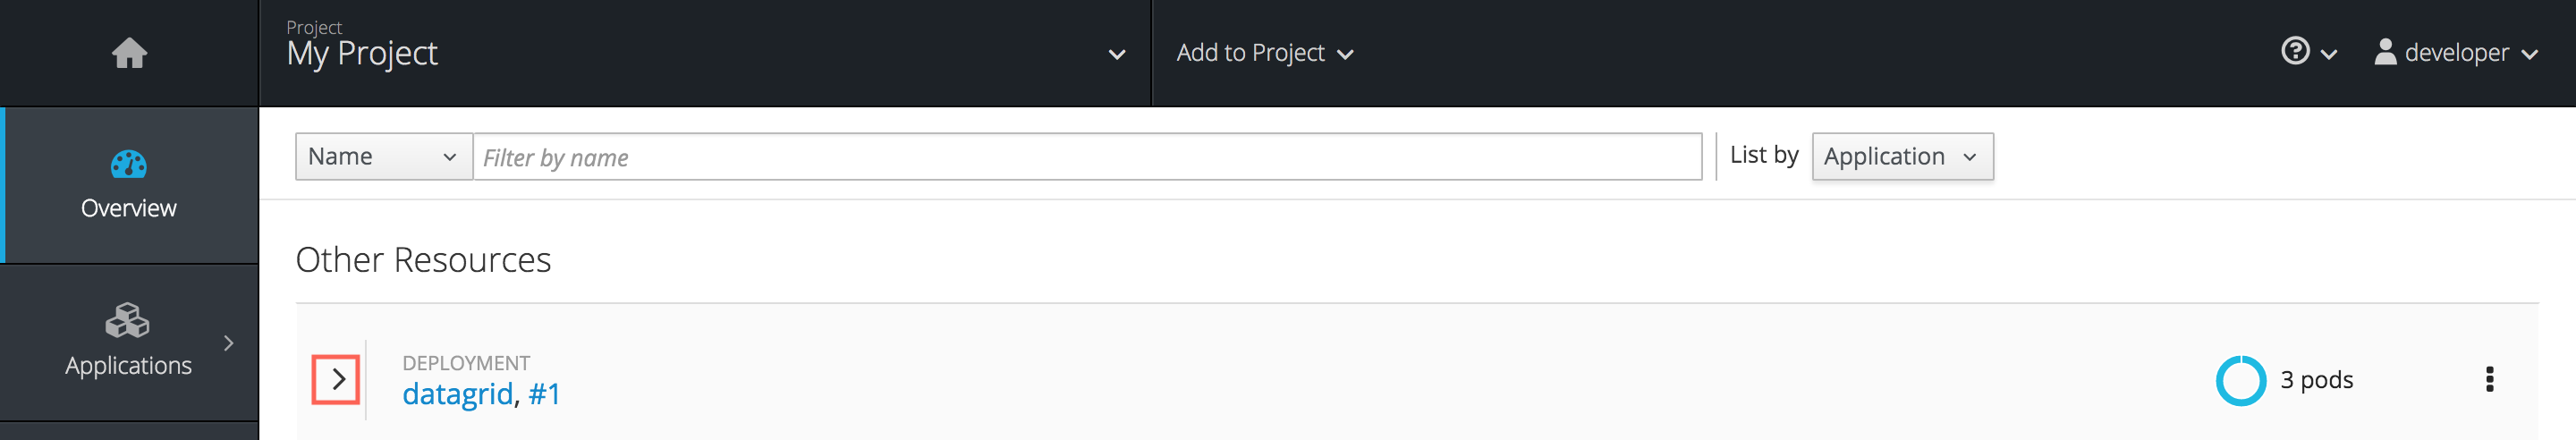 Project
My Project
Add to Project
developer
Name
Filter by name
List by
Application
Overview
Other Resources
Applications
DEPLOYMENT
datagrid, #1
3 pods